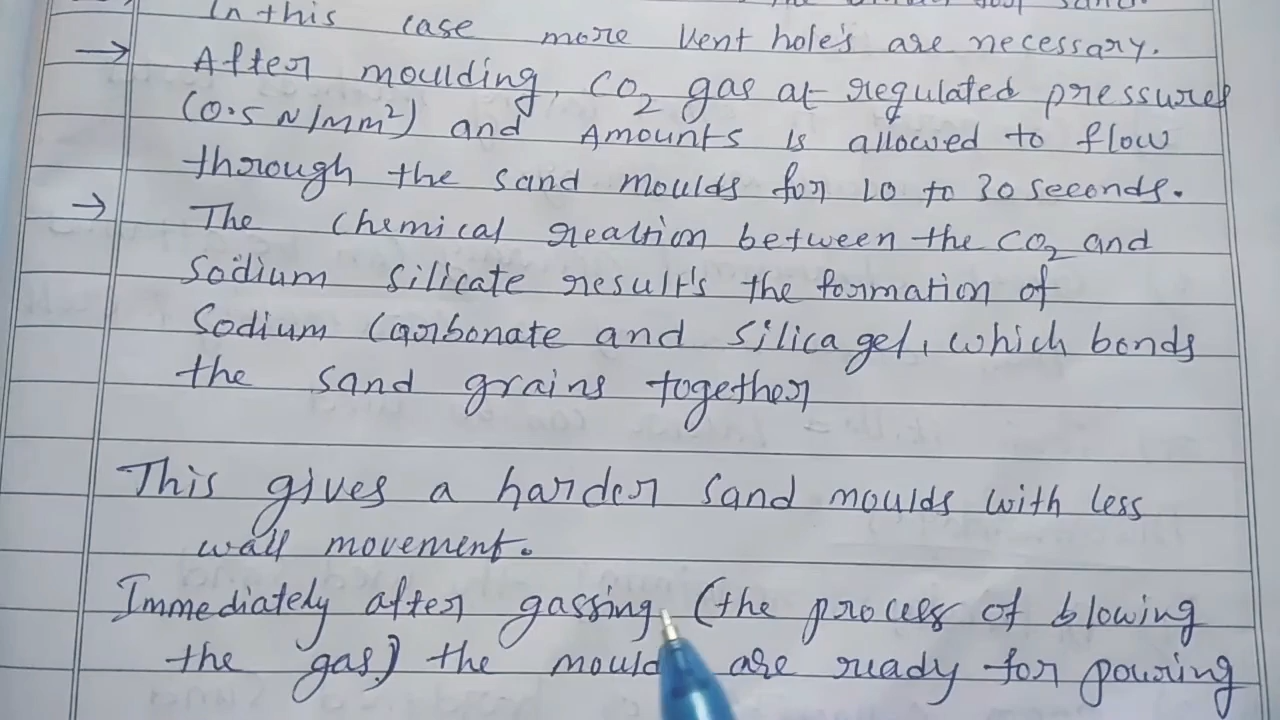 In this case more vent hole's are necessary.
→ After moulding, CO₂ gas at regulated pressures
(0.5 N/mm²) and Amounts is allowed to flow
through the sand moulds for 10 to 30 seconds.
→ The chemical reaction between the CO₂ and
Sodium silicate result's the formation of
Sodium carbonate and silica gel, which bonds
the sand grains together
This gives a harder sand moulds with less
wall movement.
Immediately after gassing (the process of blowing
the gas) the mould are ready for pouring